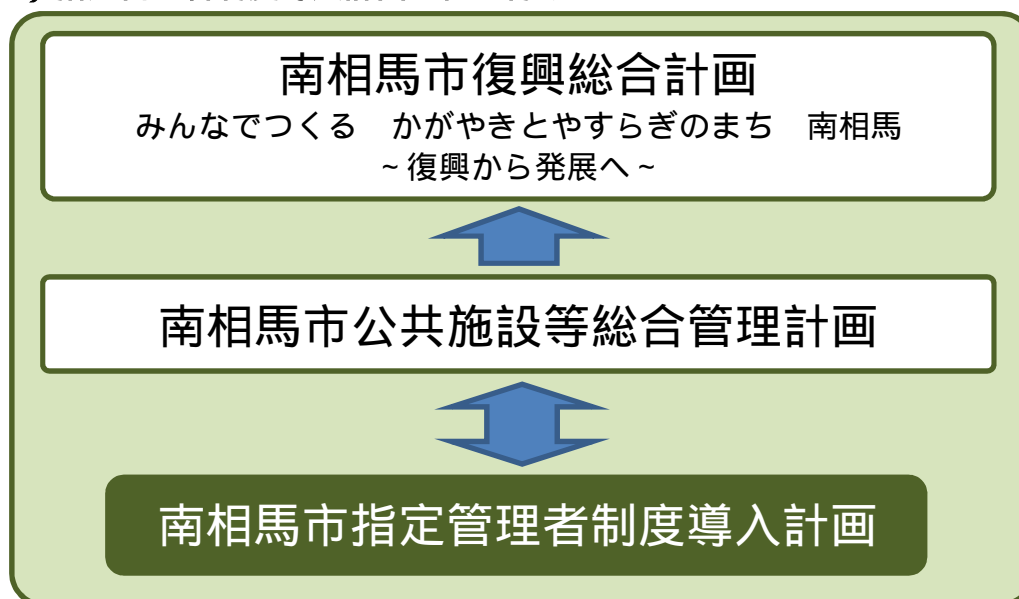 南相馬市復興総合計画
みんなでつくる　かがやきとやすらぎのまち　南相馬
~復興から発展へ~
南相馬市公共施設等総合管理計画
南相馬市指定管理者制度導入計画